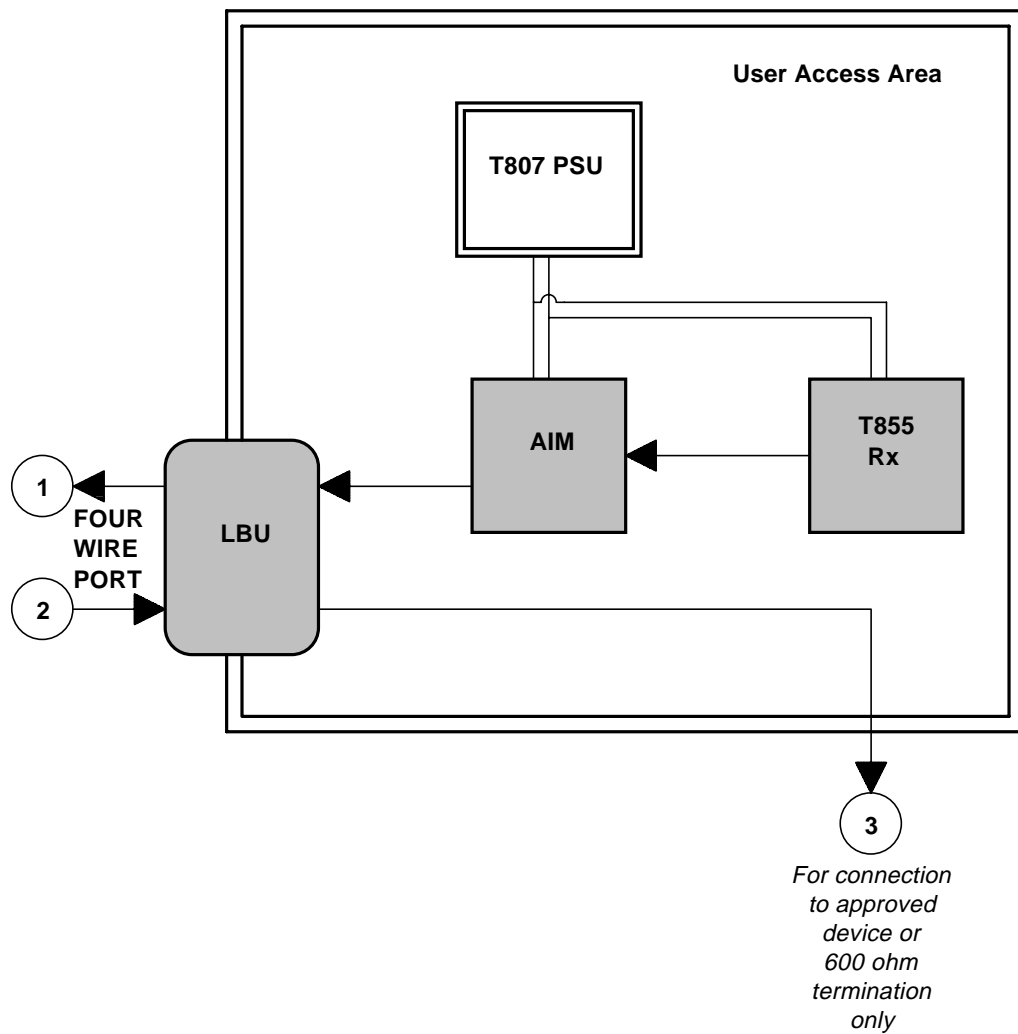 User Access Area
T807 PSU
AIM
T855
Rx
LBU
1
FOUR
WIRE
PORT
2
3
For connection
to approved
device or
600 ohm
termination
only